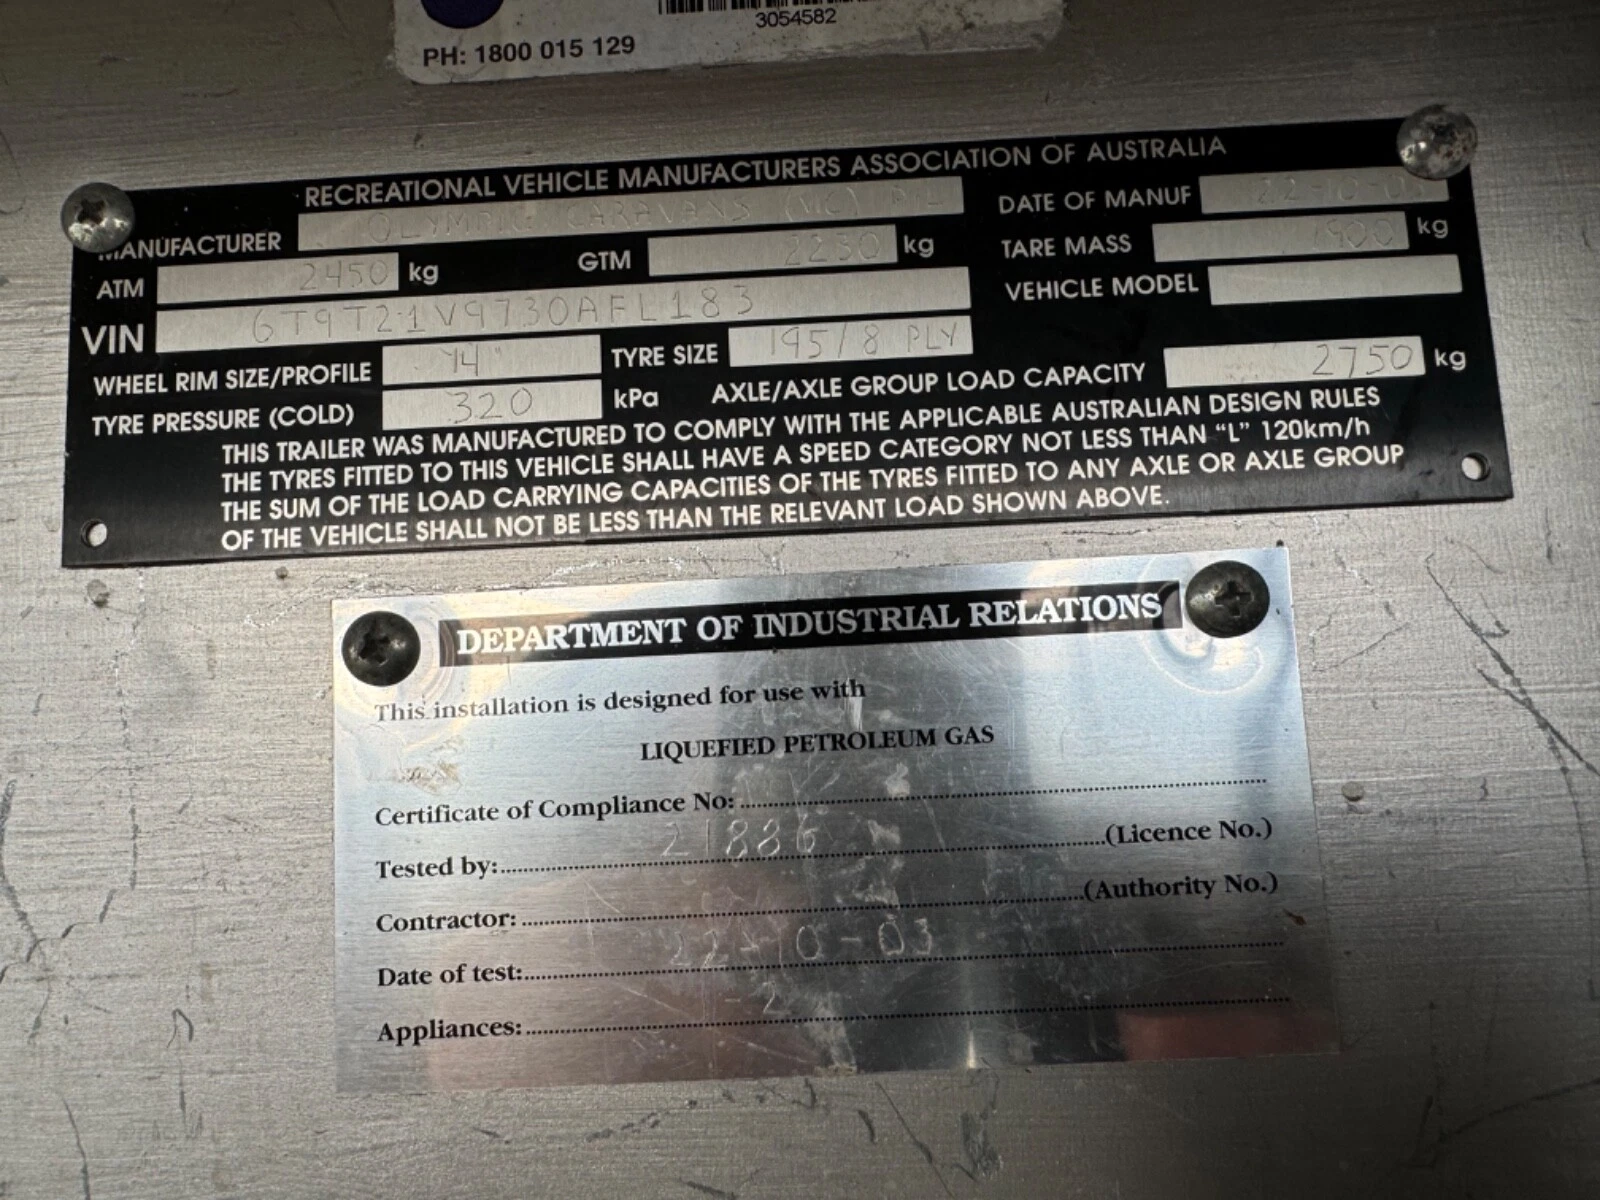 3054582
PH: 1800 015 129
RECREATIONAL VEHICLE MANUFACTURERS ASSOCIATION OF AUSTRALIA
MANUFACTURER OLYMPIC CARAVANS (VIC) P/L DATE OF MANUF 22-10-03
ATM 2450 kg GTM 2230 kg TARE MASS 1900 kg
VIN 6T9T21V9730AFL183 VEHICLE MODEL
WHEEL RIM SIZE/PROFILE 14" TYRE SIZE 195/8 PLY
TYRE PRESSURE (COLD) 320 kPa AXLE/AXLE GROUP LOAD CAPACITY 2750 kg
THIS TRAILER WAS MANUFACTURED TO COMPLY WITH THE APPLICABLE AUSTRALIAN DESIGN RULES
THE TYRES FITTED TO THIS VEHICLE SHALL HAVE A SPEED CATEGORY NOT LESS THAN "L" 120km/h
THE SUM OF THE LOAD CARRYING CAPACITIES OF THE TYRES FITTED TO ANY AXLE OR AXLE GROUP
OF THE VEHICLE SHALL NOT BE LESS THAN THE RELEVANT LOAD SHOWN ABOVE.
DEPARTMENT OF INDUSTRIAL RELATIONS
This installation is designed for use with
LIQUEFIED PETROLEUM GAS
Certificate of Compliance No:
Tested by: 21886 (Licence No.)
Contractor: (Authority No.)
Date of test: 22-10-03
Appliances: -2